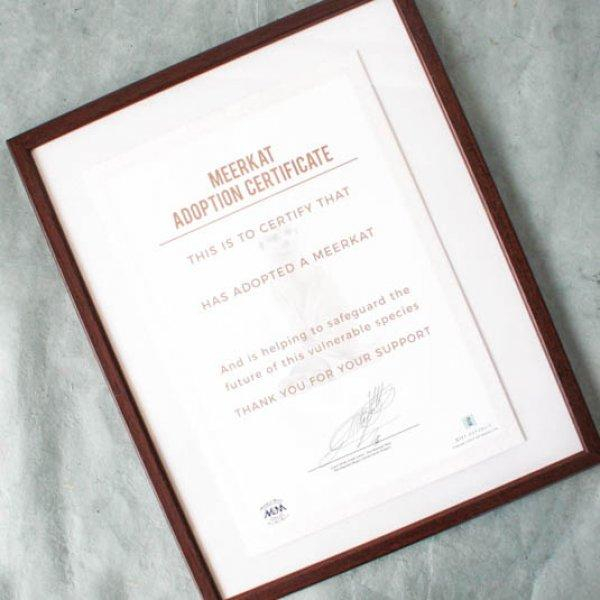 MEERKAT
ADOPTION CERTIFICATE
THIS IS TO CERTIFY THAT
HAS ADOPTED A MEERKAT
And is helping to safeguard the
future of this vulnerable species
THANK YOU FOR YOUR SUPPORT